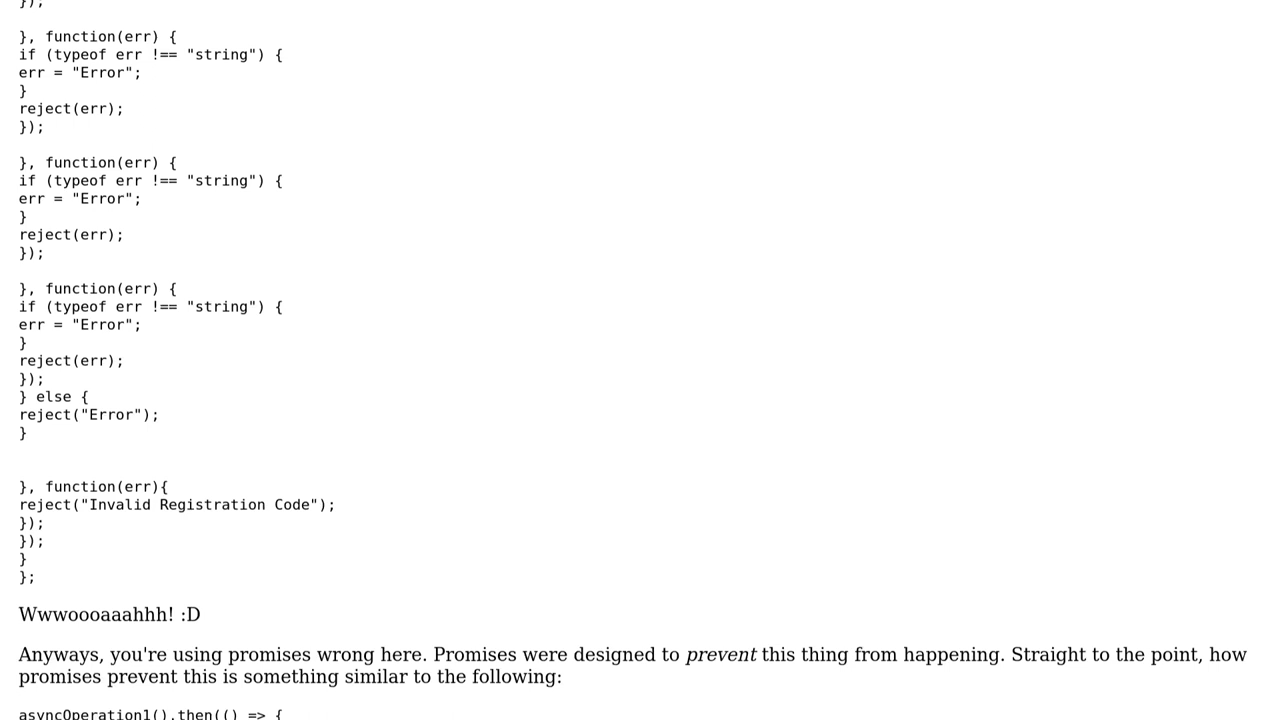 });
}, function(err) {
if (typeof err !== "string") {
err = "Error";
}
reject(err);
});
}, function(err) {
if (typeof err !== "string") {
err = "Error";
}
reject(err);
});
}, function(err) {
if (typeof err !== "string") {
err = "Error";
}
reject(err);
});
} else {
reject("Error");
}
}, function(err){
reject("Invalid Registration Code");
});
});
}
};
Wwwoooaaahhh! :D
Anyways, you're using promises wrong here. Promises were designed to prevent this thing from happening. Straight to the point, how
promises prevent this is something similar to the following:
asyncOperation1().then(() => {